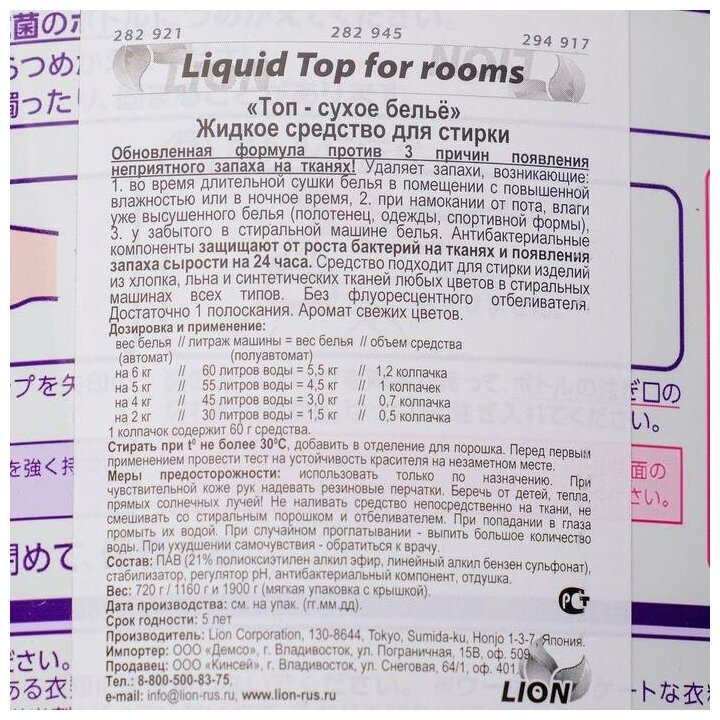 282 921 282 945 294 917
Liquid Top for rooms
«Топ - сухое бельё»
Жидкое средство для стирки
Обновленная формула против 3 причин появления
неприятного запаха на тканях! Удаляет запахи, возникающие:
1. во время длительной сушки белья в помещении с повышенной
влажностью или в ночное время, 2. при намокании от пота, влаги
уже высушенного белья (полотенец, одежды, спортивной формы),
3. у забытого в стиральной машине белья. Антибактериальные
компоненты защищают от роста бактерий на тканях и появления
запаха сырости на 24 часа. Средство подходит для стирки изделий
из хлопка, льна и синтетических тканей любых цветов в стиральных
машинах всех типов. Без флуоресцентного отбеливателя.
Достаточно 1 полоскания. Аромат свежих цветов.
Дозировка и применение:
вес белья // литраж машины = вес белья // объем средства
(автомат) (полуавтомат)
на 6 кг // 60 литров воды = 5,5 кг // 1,2 колпачка
на 5 кг // 55 литров воды = 4,5 кг // 1 колпачек
на 4 кг // 45 литров воды = 3,0 кг // 0,7 колпачка
на 2 кг // 30 литров воды = 1,5 кг // 0,5 колпачка
1 колпачок содержит 60 г средства.
Стирать при t⁰ не более 30⁰С, добавить в отделение для порошка. Перед первым
применением провести тест на устойчивость красителя на незаметном месте.
Меры предосторожности: использовать только по назначению. При
чувствительной коже рук надевать резиновые перчатки. Беречь от детей, тепла,
прямых солнечных лучей! Не наливать средство непосредственно на ткани, не
смешивать со стиральным порошком и отбеливателем. При попадании в глаза
промыть их водой. При случайном проглатывании - выпить большое количество
воды. При ухудшении самочувствия - обратиться к врачу.
Состав: ПАВ (21% полиоксиэтилен алкил эфир, линейный алкил бензен сульфонат),
стабилизатор, регулятор pH, антибактериальный компонент, отдушка.
Вес: 720 г / 1160 г и 1900 г (мягкая упаковка с крышкой).
Дата производства: см. на упак. (гг.мм.дд).
Срок годности: 5 лет
Производитель: Lion Corporation, 130-8644, Tokyo, Sumida-ku, Honjo 1-3-7, Япония.
Импортер: ООО «Демсо», г. Владивосток, ул. Пограничная, 15В, оф. 509
Продавец: ООО «Кинсей», г. Владивосток, ул. Снеговая, 64/1, оф. 401
Тел.: 8-800-500-83-75.
e-mail: info@lion-rus.ru, www.lion-rus.ru
РСТ
LION